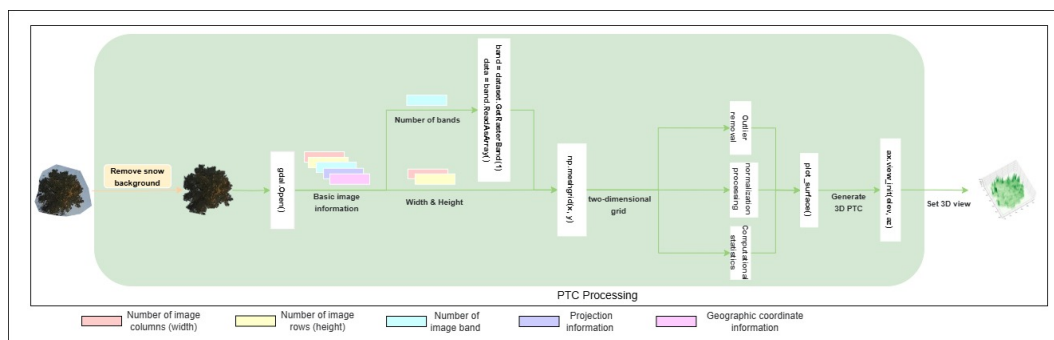 Remove snow
background
gdal.Open()
Basic image
information
Number of bands
Width & Height
band = dataset.GetRasterBand(1)
data = band.ReadAsArray()
np.meshgrid(x, y)
two-dimensional
grid
Outlier
removal
normalization
processing
Computational
statistics
plot_surface()
Generate
3D PTC
ax.view_init(elev, az)
Set 3D view
PTC Processing
Number of image
columns (width)
Number of image
rows (height)
Number of
image band
Projection
information
Geographic coordinate
information